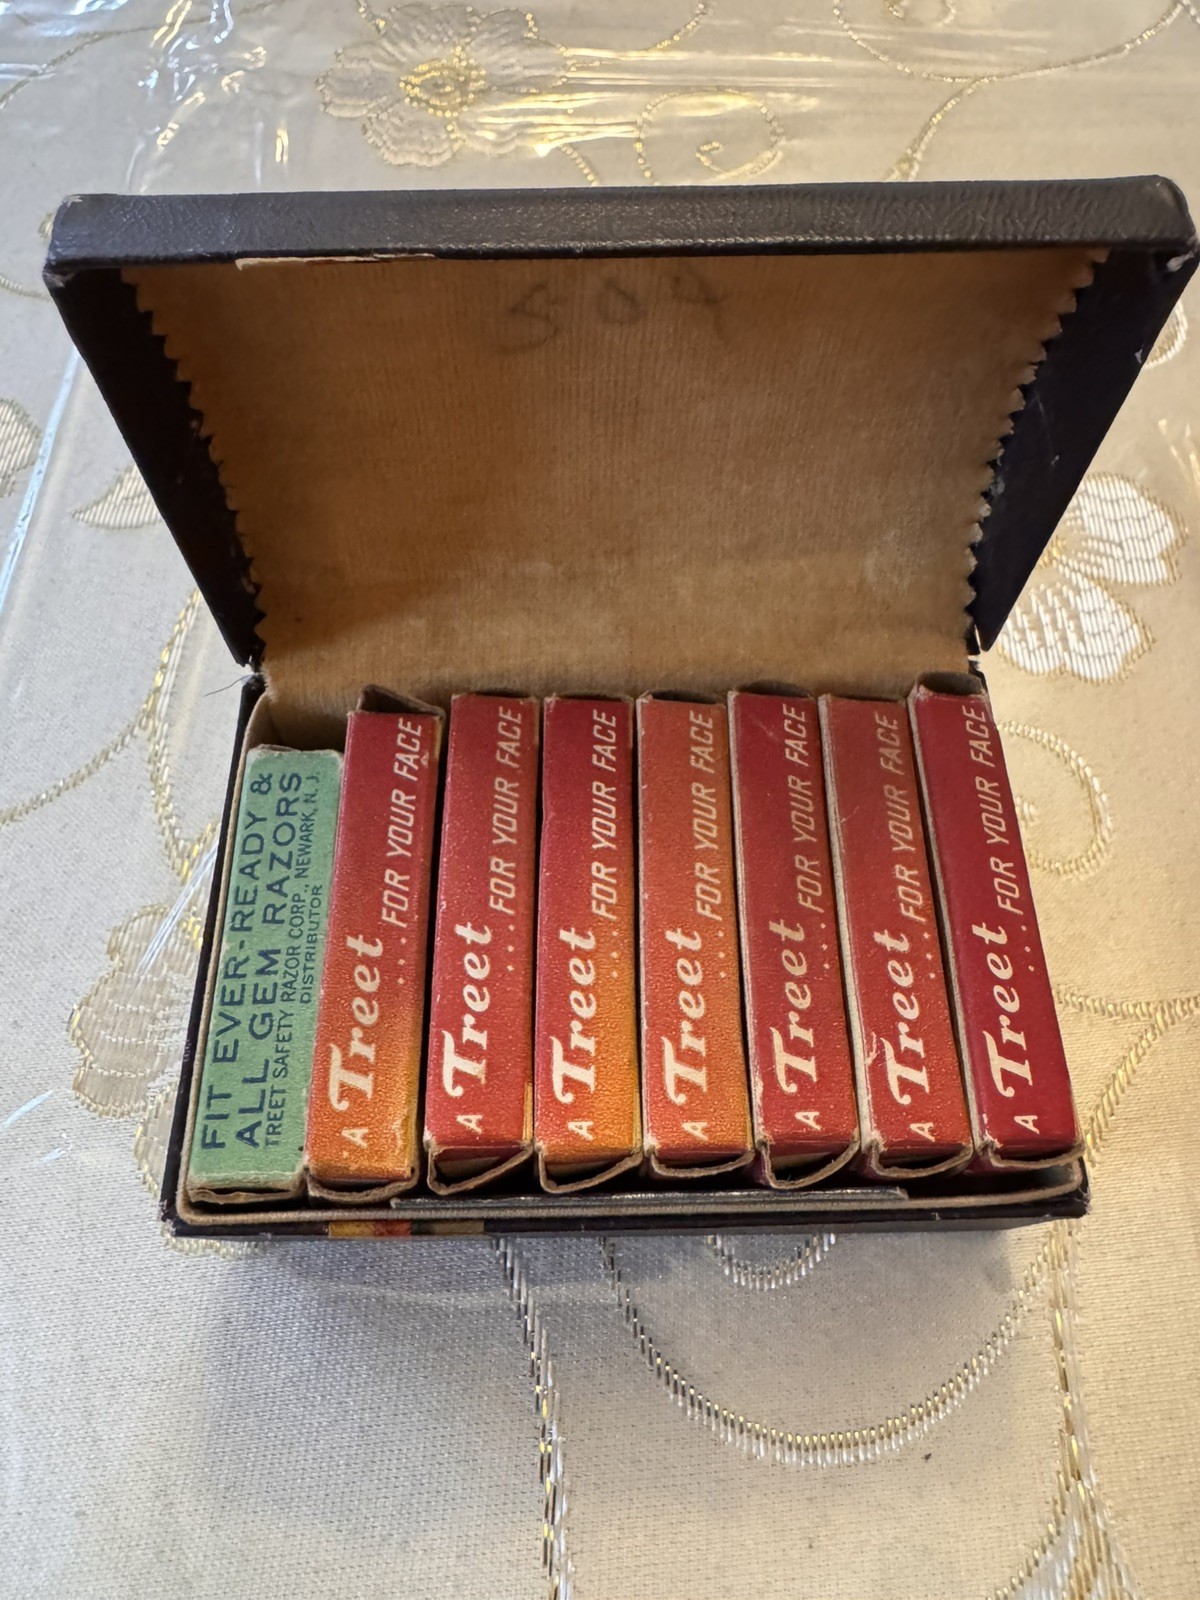 504
FIT EVER-READY &
ALL GEM RAZORS
TREET SAFETY RAZOR CORP., NEWARK, N. J.
DISTRIBUTOR
A Treet
...FOR YOUR FACE
A Treet
...FOR YOUR FACE
A Treet
...FOR YOUR FACE
A Treet
...FOR YOUR FACE
A Treet
...FOR YOUR FACE
A Treet
...FOR YOUR FACE
A Treet
...FOR YOUR FACE